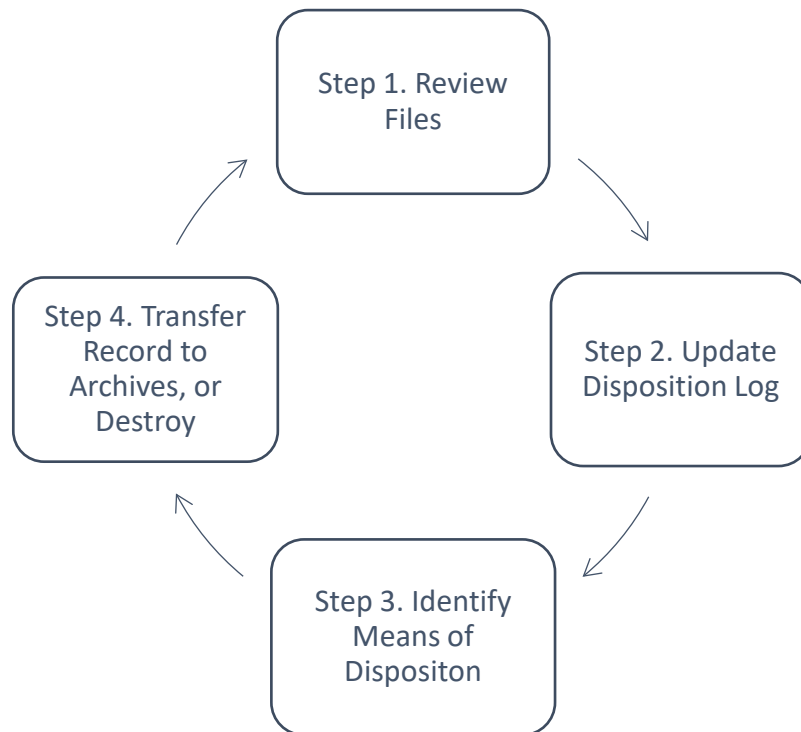 Step 1. Review
Files
Step 2. Update
Disposition Log
Step 3. Identify
Means of
Dispositon
Step 4. Transfer
Record to
Archives, or
Destroy